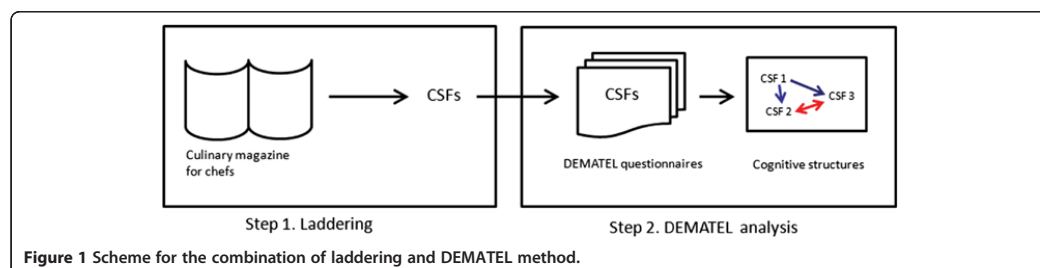 Culinary magazine
for chefs
CSFs
CSFs
DEMATEL questionnaires
CSF 1
CSF 2
CSF 3
Cognitive structures
Step 1. Laddering
Step 2. DEMATEL analysis
Figure 1 Scheme for the combination of laddering and DEMATEL method.